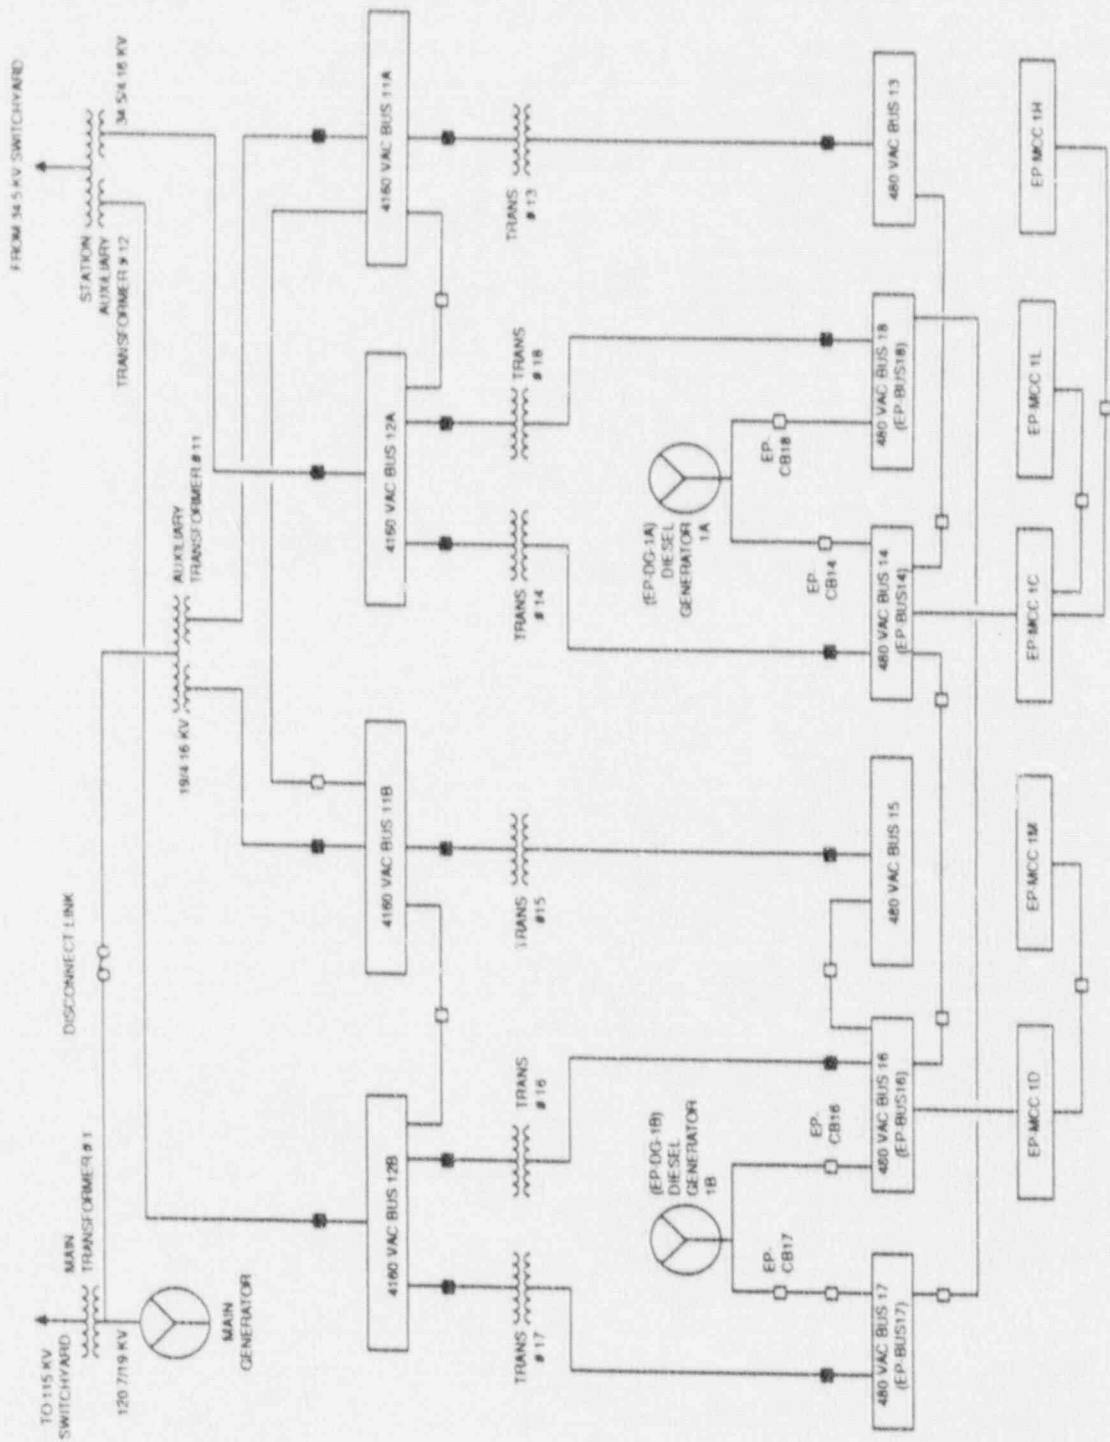 TO 115 KV
SWITCHYARD
MAIN
TRANSFORMER # 1
120 7/19 KV
MAIN
GENERATOR
DISCONNECT LINK
19/4 16 KV
AUXILIARY
TRANSFORMER # 11
FROM 34 5 KV SWITCHYARD
STATION
AUXILIARY
TRANSFORMER # 12
34 5/4 16 KV
4160 VAC BUS 12B
4160 VAC BUS 11B
4160 VAC BUS 12A
4160 VAC BUS 11A
TRANS
# 17
TRANS
# 16
TRANS
#15
TRANS
# 14
TRANS
# 18
TRANS
# 13
(EP-DG-1B)
DIESEL
GENERATOR
1B
EP-
CB17
EP-
CB16
(EP-DG-1A)
DIESEL
GENERATOR
1A
EP-
CB14
EP-
CB18
480 VAC BUS 17
(EP-BUS17)
480 VAC BUS 16
(EP-BUS16)
480 VAC BUS 15
480 VAC BUS 14
(EP-BUS14)
480 VAC BUS 18
(EP-BUS18)
480 VAC BUS 13
EP-MCC 1D
EP-MCC 1M
EP-MCC 1C
EP-MCC 1L
EP MCC 1H